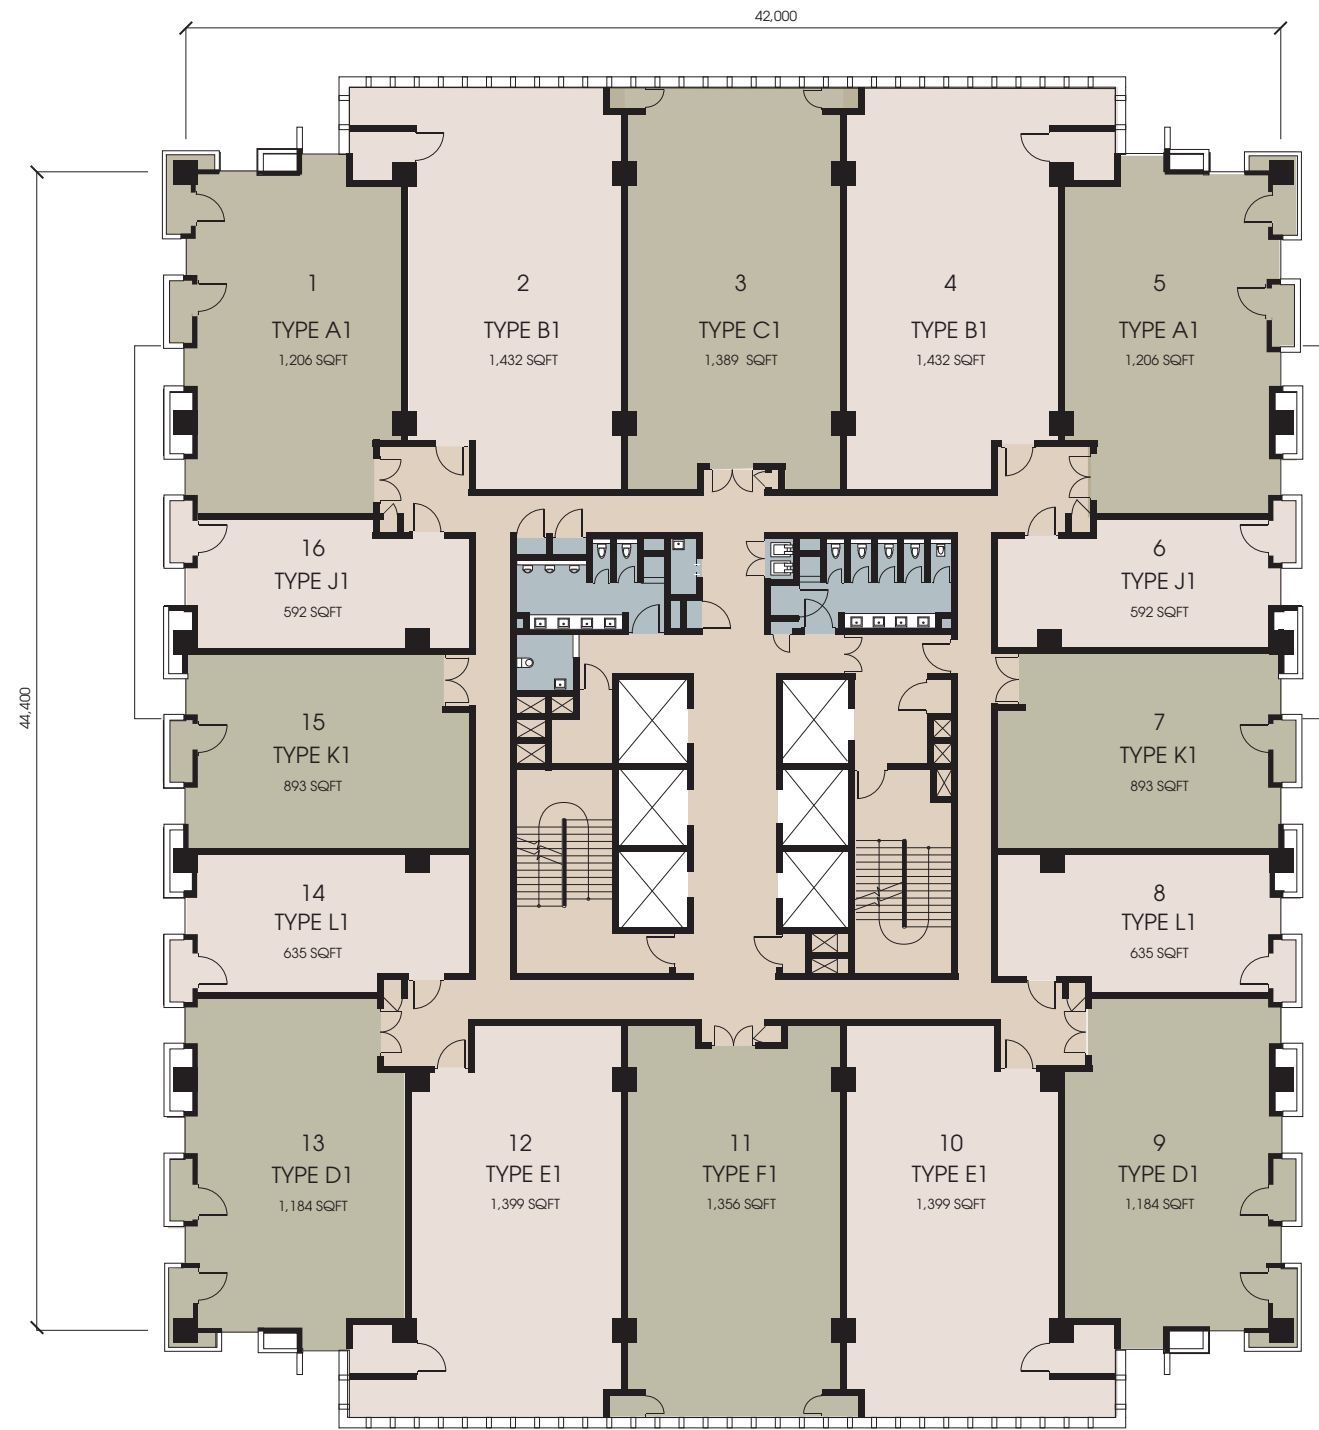 42,000
44,400
1
TYPE A1
1,206 SQFT
2
TYPE B1
1,432 SQFT
3
TYPE C1
1,389 SQFT
4
TYPE B1
1,432 SQFT
5
TYPE A1
1,206 SQFT
16
TYPE J1
592 SQFT
6
TYPE J1
592 SQFT
15
TYPE K1
893 SQFT
7
TYPE K1
893 SQFT
14
TYPE L1
635 SQFT
8
TYPE L1
635 SQFT
13
TYPE D1
1,184 SQFT
12
TYPE E1
1,399 SQFT
11
TYPE F1
1,356 SQFT
10
TYPE E1
1,399 SQFT
9
TYPE D1
1,184 SQFT